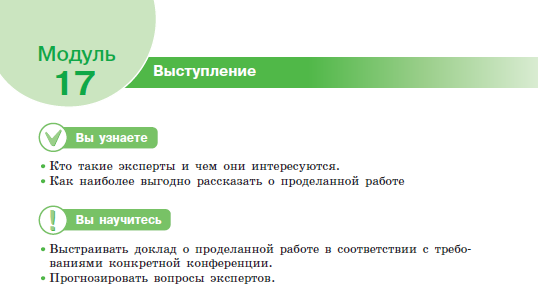 Модуль
17
Выступление
Вы узнаете
• Кто такие эксперты и чем они интересуются.
• Как наиболее выгодно рассказать о проделанной работе
Вы научитесь
• Выстраивать доклад о проделанной работе в соответствии с требо-
ваниями конкретной конференции.
• Прогнозировать вопросы экспертов.